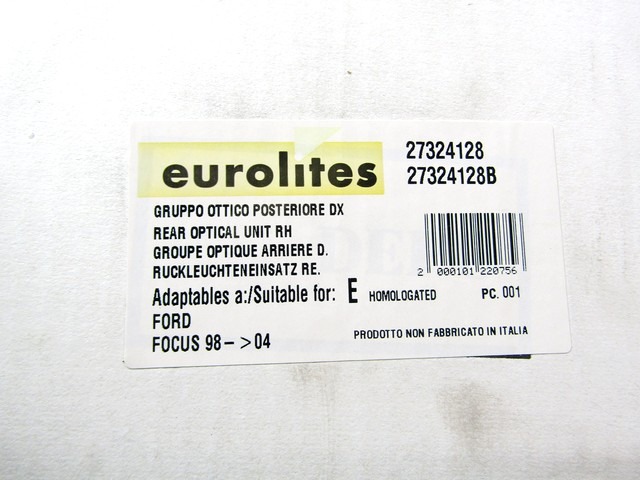 eurolites
27324128
27324128B
GRUPPO OTTICO POSTERIORE DX
REAR OPTICAL UNIT RH
GROUPE OPTIQUE ARRIERE D.
RUCKLEUCHTENEINSATZ RE.
2 000101 220756
Adaptables a:/Suitable for: E HOMOLOGATED PC. 001
FORD
FOCUS 98-->04
PRODOTTO NON FABBRICATO IN ITALIA